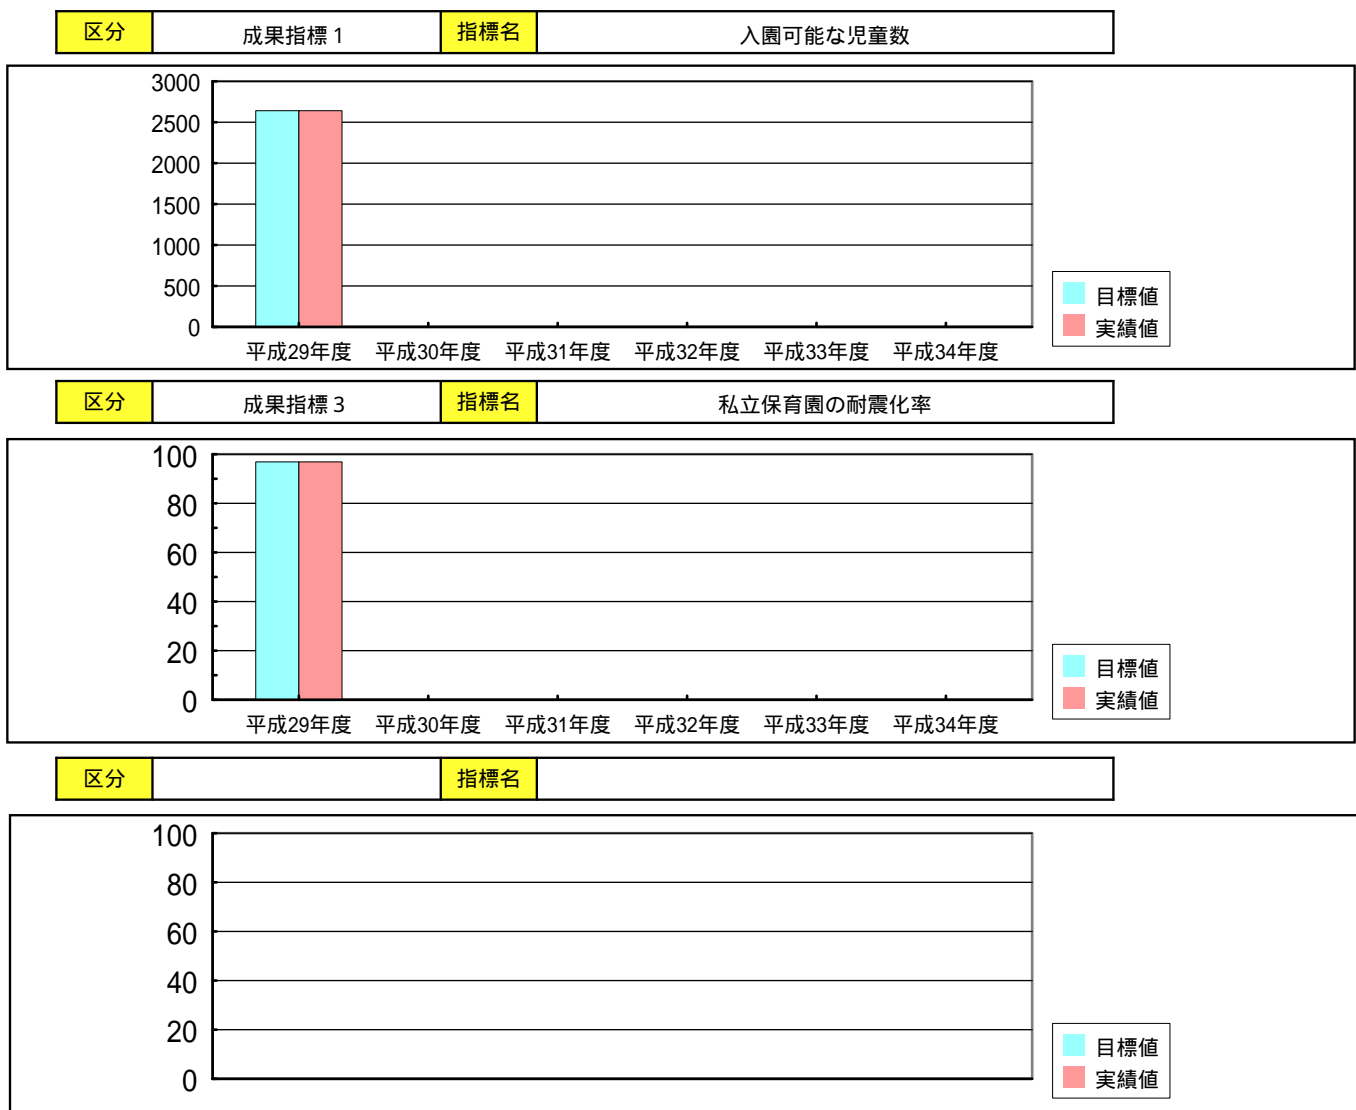 区分 成果指標1 指標名 入園可能な児童数
3000
2500
2000
1500
1000
500
0
平成29年度 平成30年度 平成31年度 平成32年度 平成33年度 平成34年度
目標値
実績値
区分 成果指標3 指標名 私立保育園の耐震化率
100
80
60
40
20
0
平成29年度 平成30年度 平成31年度 平成32年度 平成33年度 平成34年度
目標値
実績値
区分 指標名
100
80
60
40
20
0
目標値
実績値